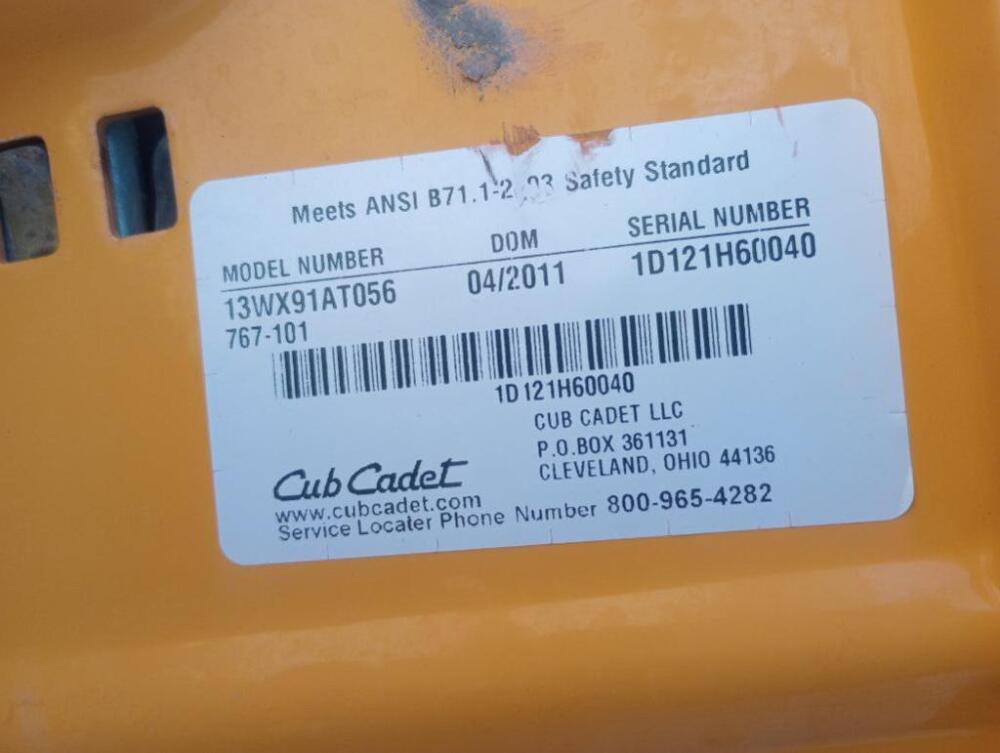 Meets ANSI Safety Standard
MODEL NUMBER DOM SERIAL NUMBER
13WX91AT056 04/2011 1D121H60040
767-101
1D121H60040
CUB CADET LLC
P.O.BOX 361131
CLEVELAND, OHIO 44136
Cub Cadet
www.cubcadet.com
Service Locater Phone Number 800-965-4282